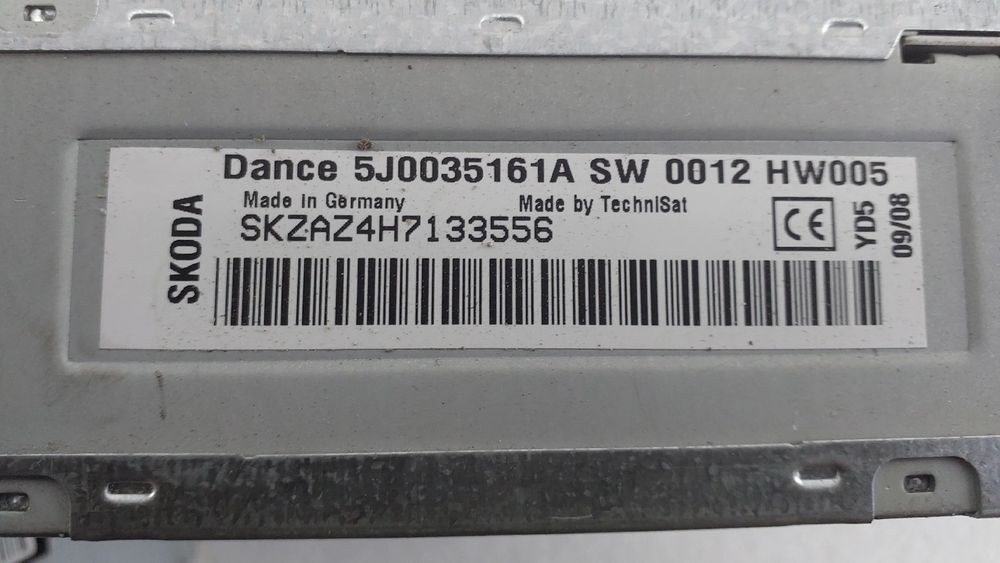 Dance 5J0035161A SW 0012 HW005
Made in Germany Made by TechniSat
SKZAZ4H7133556
SKODA
CE
YD5
09/08